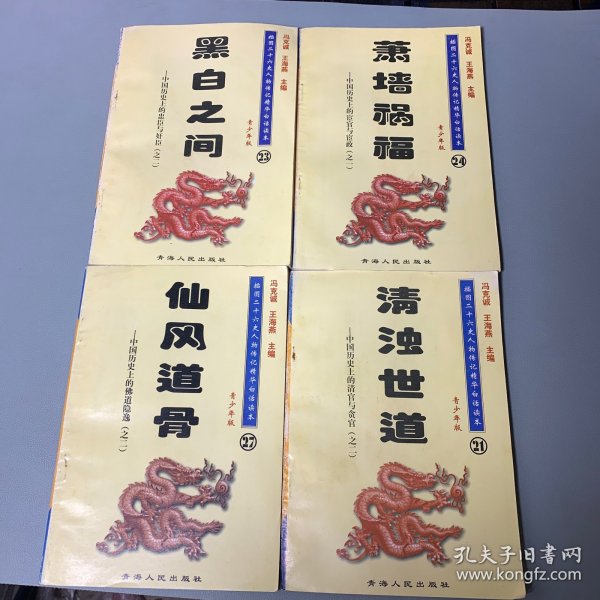 冯克诚 王海燕 主编
插图二十六史人物传记精华白话读本
青少年版
23
黑白之间
—中国历史上的忠臣与奸臣(之二)
青海人民出版社
冯克诚 王海燕 主编
插图二十六史人物传记精华白话读本
青少年版
24
萧墙祸福
—中国历史上的宦官与宦政(之一)
青海人民出版社
冯克诚 王海燕 主编
插图二十六史人物传记精华白话读本
青少年版
27
仙风道骨
—中国历史上的佛道隐逸(之二)
青海人民出版社
冯克诚 王海燕 主编
插图二十六史人物传记精华白话读本
青少年版
21
清浊世道
—中国历史上的清官与贪官(之二)
青海人民出版社
孔夫子旧书网
www.kongfz.com